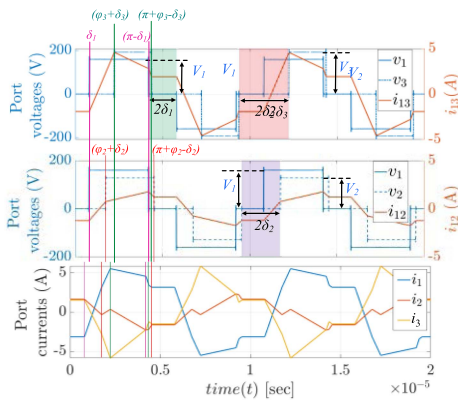 (φ3+δ3) (π+φ3-δ3)
δ1 (π-δ1)
200
0
-200
Port
voltages (V)
V1 V1 V3
2δ1
v1
v3
i13
5
0
-5
i13(A)
(φ2+δ2) (π+φ2-δ2)
200
0
-200
Port
voltages (V)
V1 V2
2δ2
v1
v2
i12
5
0
-5
i12 (A)
5
0
-5
Port
currents (A)
i1
i2
i3
0 0.5 1 1.5 2
time(t) [sec]
×10⁻⁵